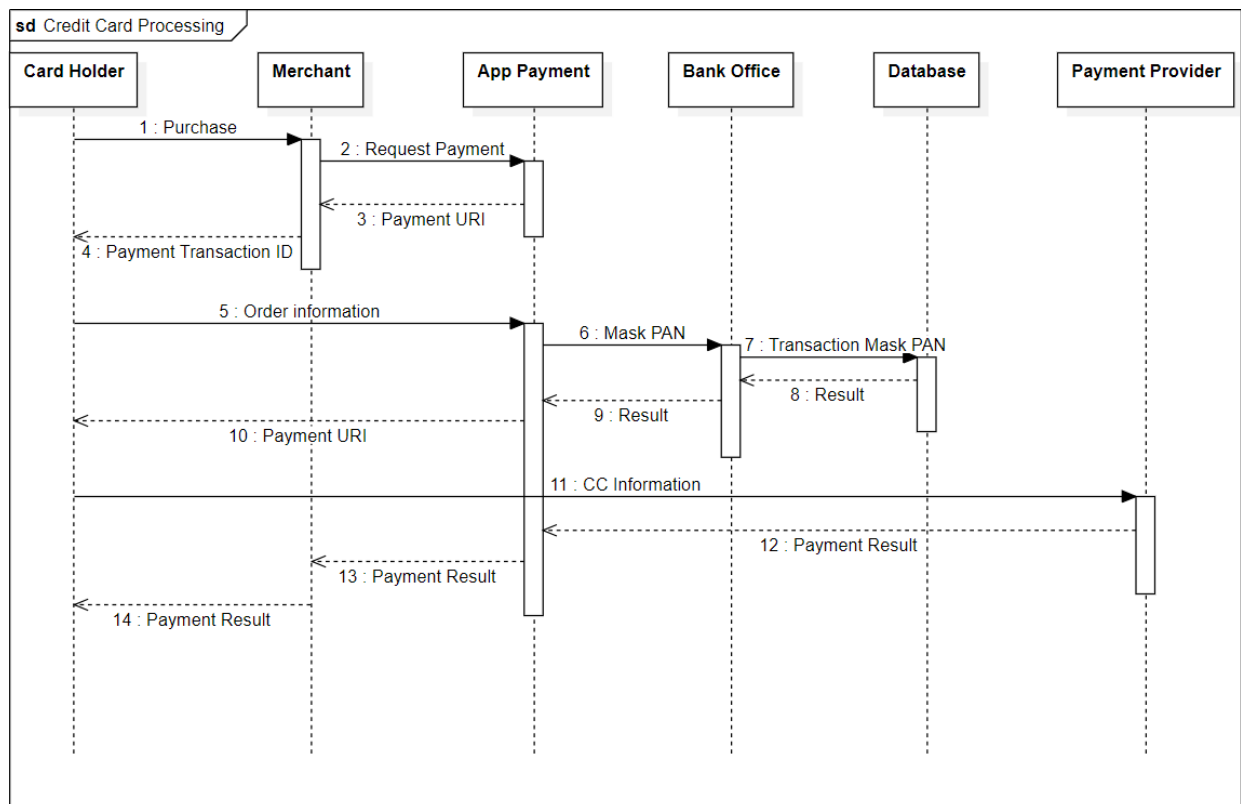 sd Credit Card Processing
Card Holder
Merchant
App Payment
Bank Office
Database
Payment Provider
1 : Purchase
2 : Request Payment
3 : Payment URI
4 : Payment Transaction ID
5 : Order information
6 : Mask PAN
7 : Transaction Mask PAN
8 : Result
9 : Result
10 : Payment URI
11 : CC Information
12 : Payment Result
13 : Payment Result
14 : Payment Result